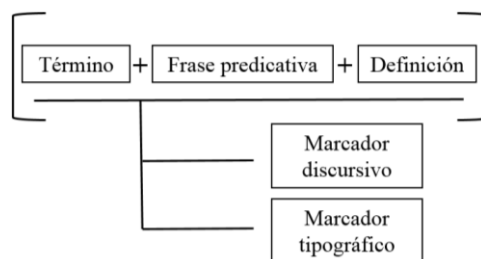 Término + Frase predicativa + Definición
Marcador
discursivo
Marcador
tipográfico